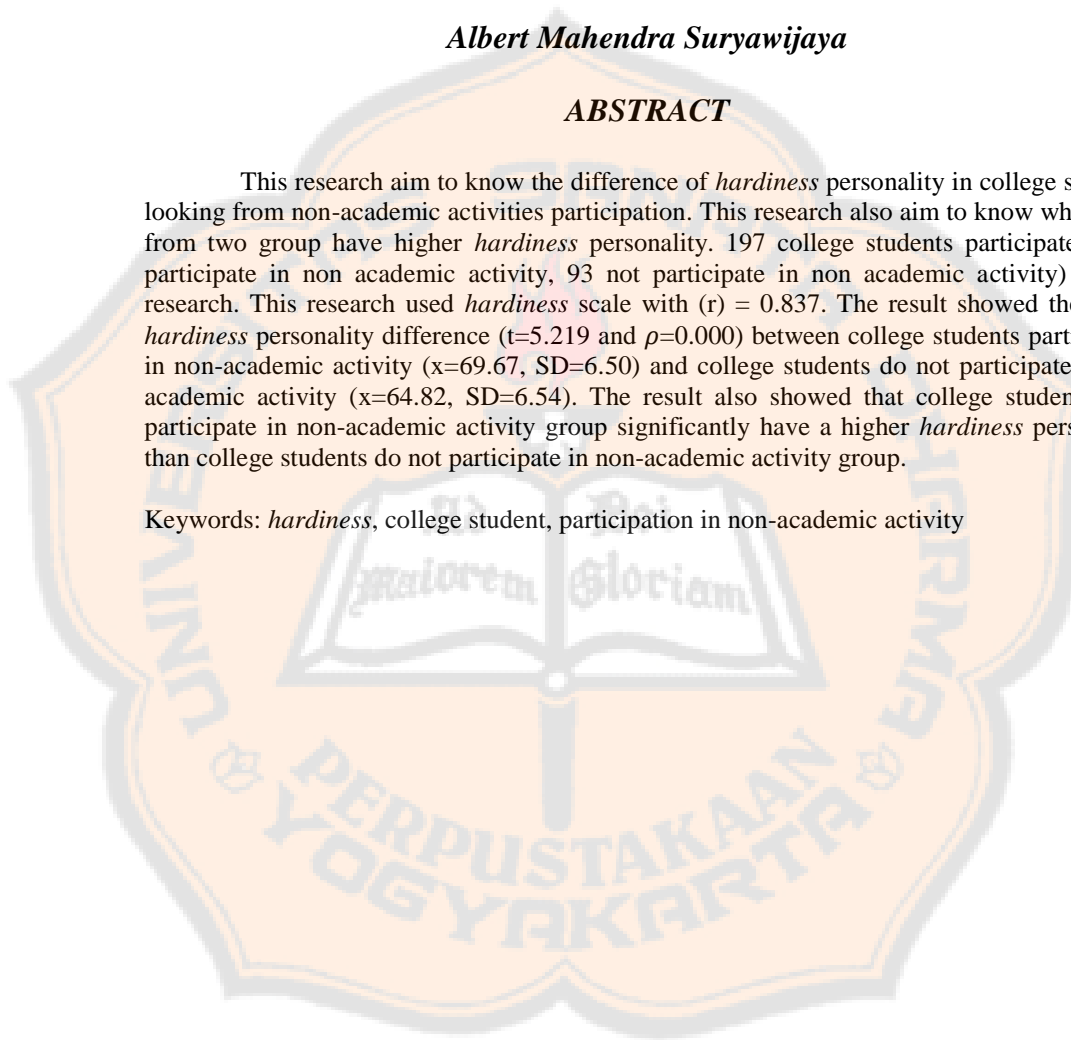 Albert Mahendra Suryawijaya
ABSTRACT
This research aim to know the difference of hardiness personality in college s
looking from non-academic activities participation. This research also aim to know wh
from two group have higher hardiness personality. 197 college students participate
participate in non academic activity, 93 not participate in non academic activity)
research. This research used hardiness scale with (r) = 0.837. The result showed the
hardiness personality difference (t=5.219 and ρ=0.000) between college students part
in non-academic activity (x=69.67, SD=6.50) and college students do not participate
academic activity (x=64.82, SD=6.54). The result also showed that college studen
participate in non-academic activity group significantly have a higher hardiness pers
than college students do not participate in non-academic activity group.
Keywords: hardiness, college student, participation in non-academic activity
UNIVERSITAS SANATA DHARMA
Ad Dei
Maiorem Gloriam
PERPUSTAKAAN
YOGYAKARTA